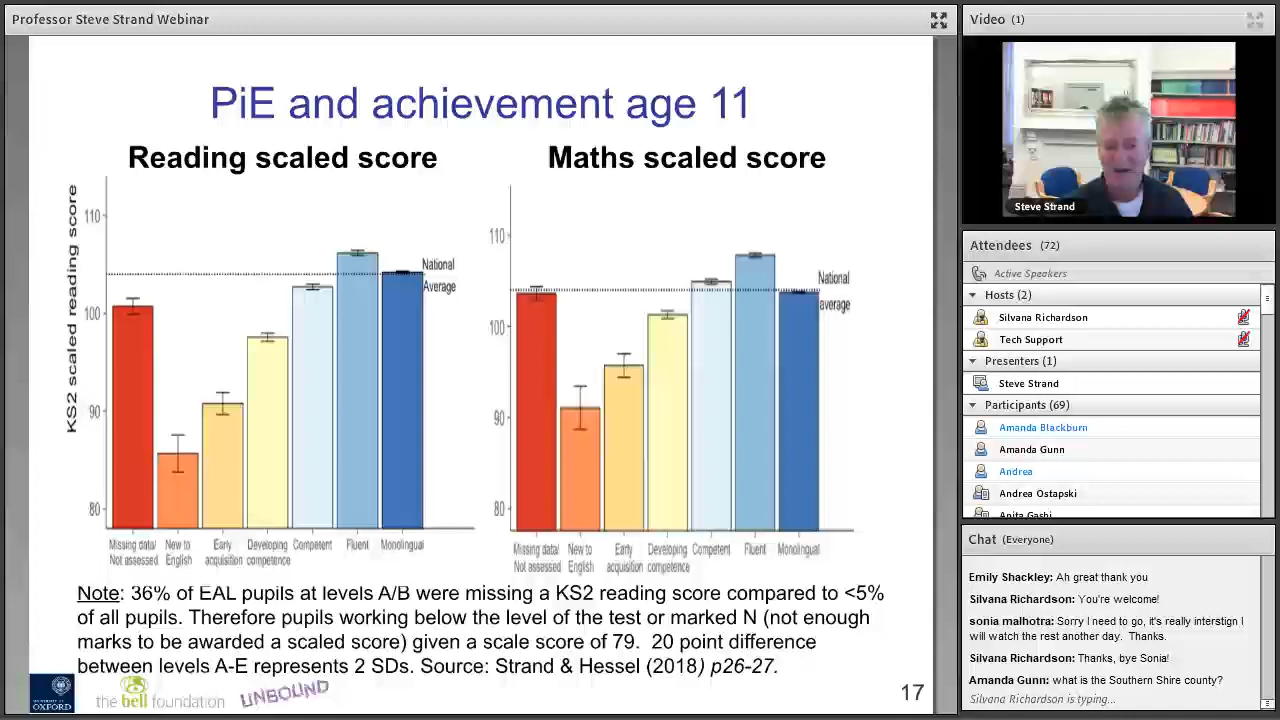 Professor Steve Strand Webinar
PiE and achievement age 11
Reading scaled score
Maths scaled score
KS2 scaled reading score
110
100
90
80
National
Average
Missing data/
Not assessed
New to
English
Early
acquisition
Developing
competence
Competent
Fluent
Monolingual
110
100
90
80
National
average
Missing data/
Not assessed
New to
English
Early
acquisition
Developing
competence
Competent
Fluent
Monolingual
Note: 36% of EAL pupils at levels A/B were missing a KS2 reading score compared to <5%
of all pupils. Therefore pupils working below the level of the test or marked N (not enough
marks to be awarded a scaled score) given a scale score of 79. 20 point difference
between levels A-E represents 2 SDs. Source: Strand & Hessel (2018) p26-27.
UNIVERSITY OF
OXFORD
the bell foundation
UNBOUND
17
Video (1)
Steve Strand
Attendees (72)
Active Speakers
Hosts (2)
Silvana Richardson
Tech Support
Presenters (1)
Steve Strand
Participants (69)
Amanda Blackburn
Amanda Gunn
Andrea
Andrea Ostapski
Anita Gashi
Chat (Everyone)
Emily Shackley: Ah great thank you
Silvana Richardson: You're welcome!
sonia malhotra: Sorry I need to go, it's really interstign I
will watch the rest another day. Thanks.
Silvana Richardson: Thanks, bye Sonia!
Amanda Gunn: what is the Southern Shire county?
Silvana Richardson is typing...